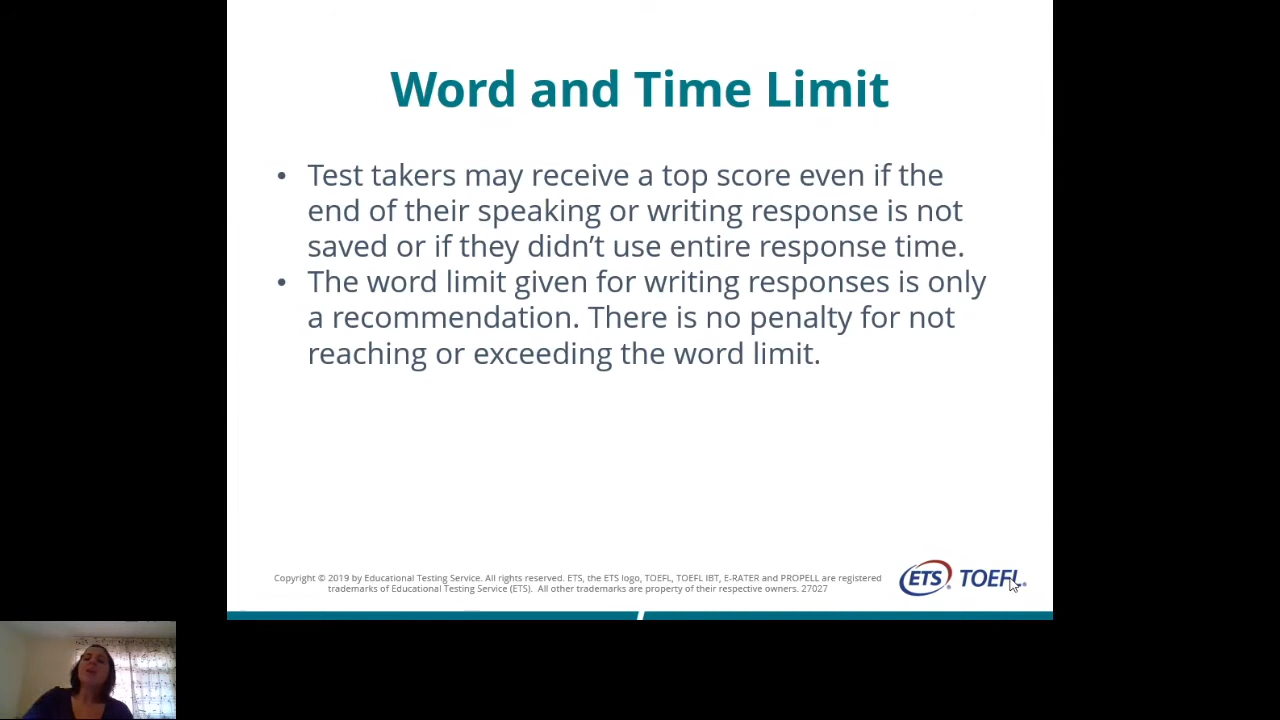 Word and Time Limit
• Test takers may receive a top score even if the
end of their speaking or writing response is not
saved or if they didn’t use entire response time.
• The word limit given for writing responses is only
a recommendation. There is no penalty for not
reaching or exceeding the word limit.
Copyright © 2019 by Educational Testing Service. All rights reserved. ETS, the ETS logo, TOEFL, TOEFL IBT, E-RATER and PROPELL are registered
trademarks of Educational Testing Service (ETS). All other trademarks are property of their respective owners. 27027
ETS® TOEFL®